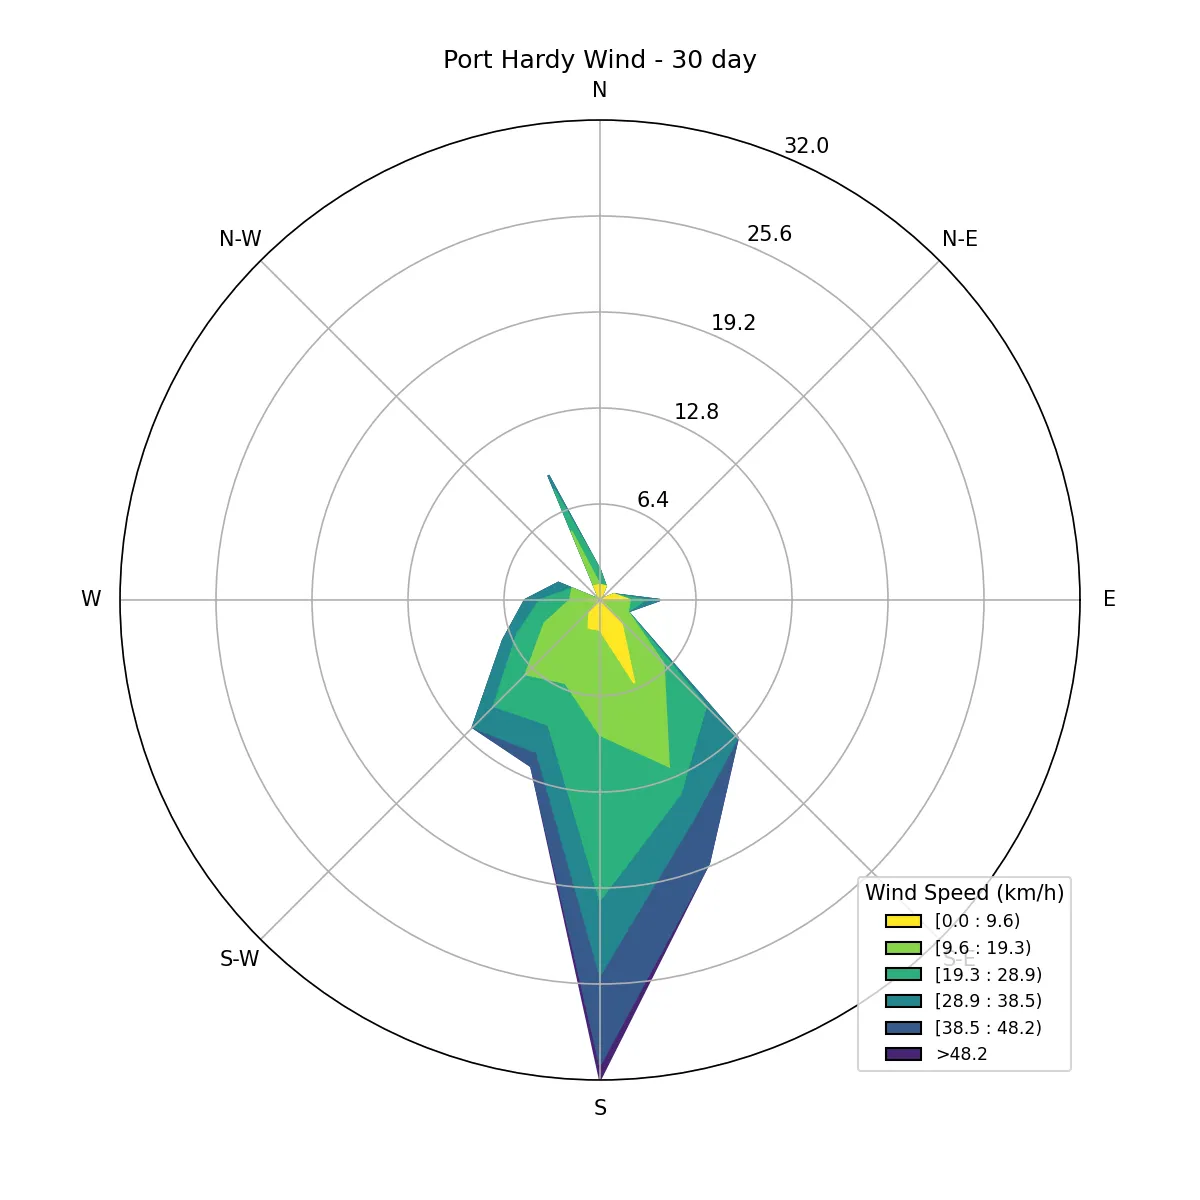 Port Hardy Wind - 30 day
N
32.0
N-W
25.6
N-E
19.2
12.8
6.4
W
E
Wind Speed (km/h)
[0.0 : 9.6)
[9.6 : 19.3)
S-W
S-E
[19.3 : 28.9)
[28.9 : 38.5)
[38.5 : 48.2)
>48.2
S